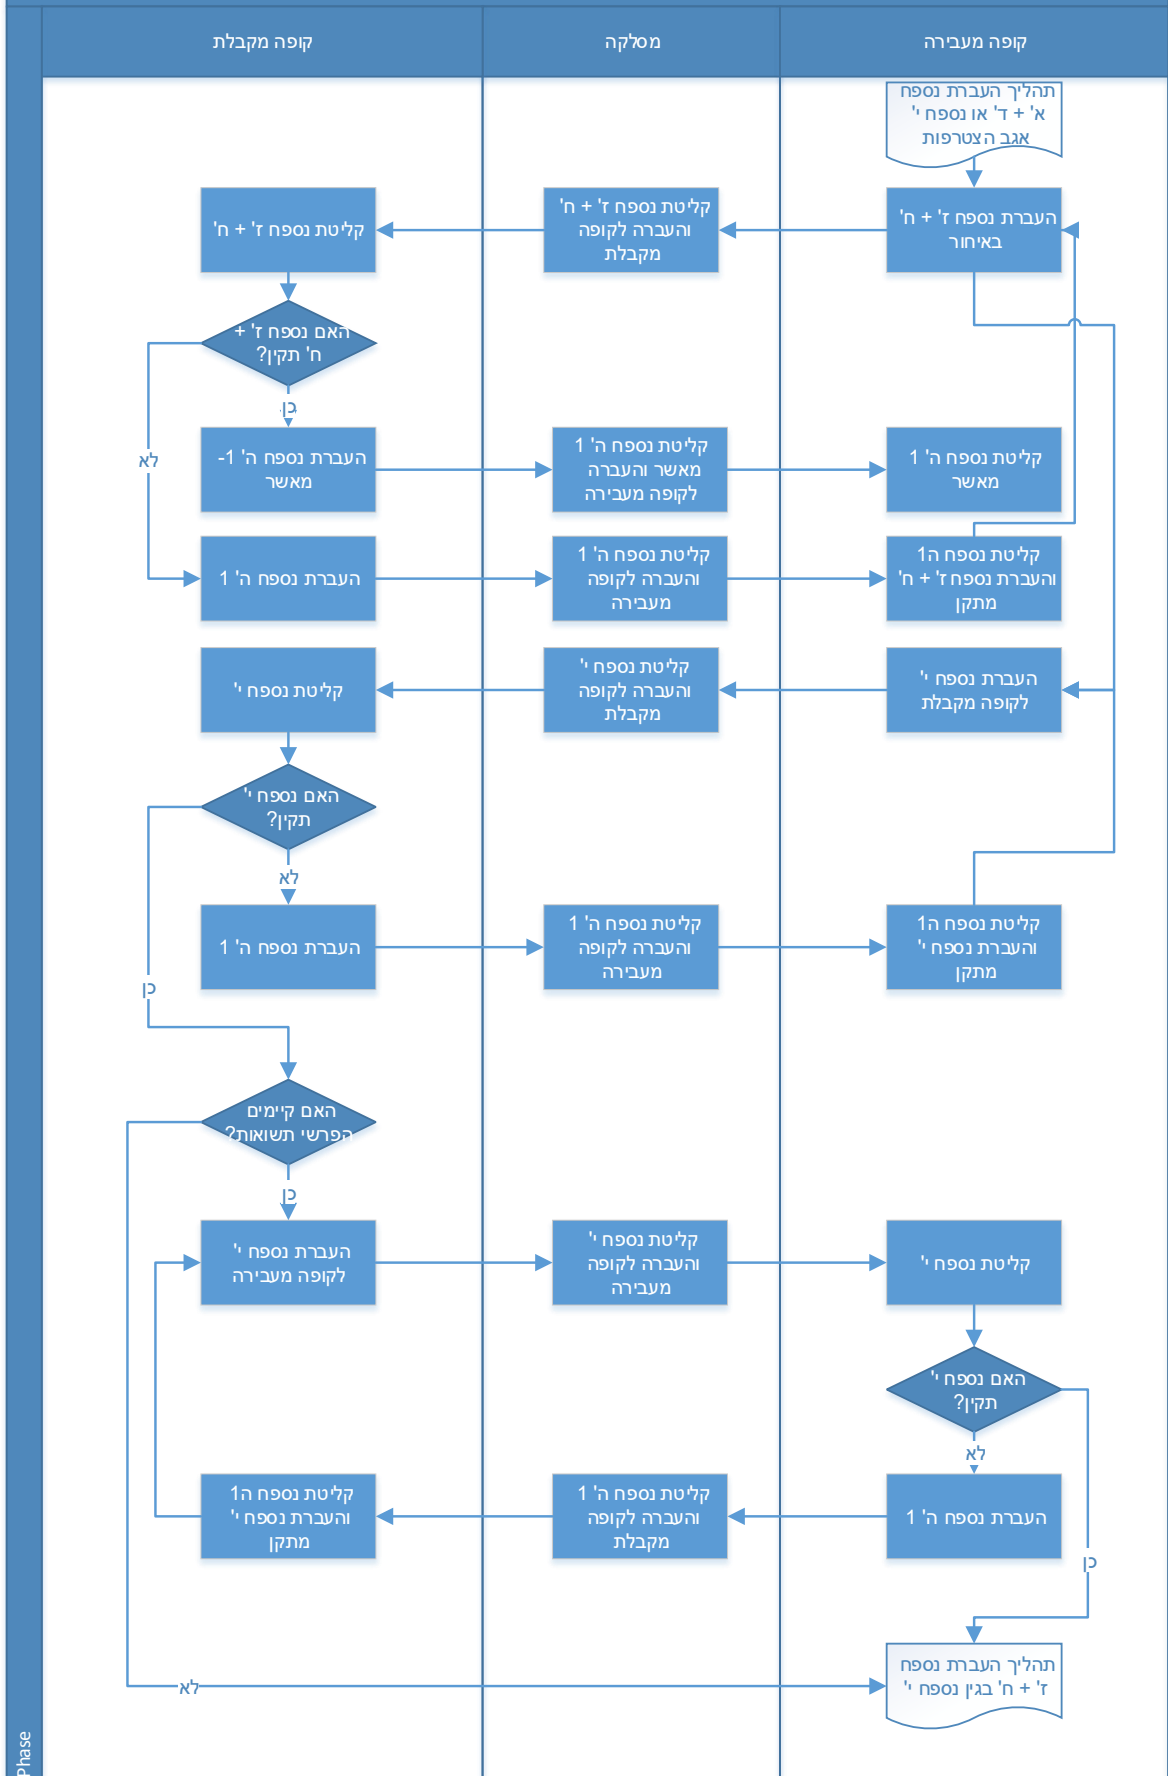 קופה מעבירה
מסלקה
קופה מקבלת
תהליך העברת נספח
א' + ד' או נספח י'
אגב הצטרפות
העברת נספח ז' + ח'
באיחור
קליטת נספח ז' + ח'
והעברה לקופה
מקבלת
קליטת נספח ז' + ח'
האם נספח ז' +
ח' תקין?
כן
לא
העברת נספח ה' 1-
מאשר
קליטת נספח ה' 1
מאשר והעברה
לקופה מעבירה
קליטת נספח ה' 1
מאשר
העברת נספח ה' 1
קליטת נספח ה' 1
והעברה לקופה
מעבירה
קליטת נספח ה1
והעברת נספח ז' + ח'
מתקן
העברת נספח י'
לקופה מקבלת
קליטת נספח י'
והעברה לקופה
מקבלת
קליטת נספח י'
האם נספח י'
תקין?
לא
העברת נספח ה' 1
קליטת נספח ה' 1
והעברה לקופה
מעבירה
קליטת נספח ה1
והעברת נספח י'
מתקן
כן
האם קיימים
הפרשי תשואות?
כן
העברת נספח י'
לקופה מעבירה
קליטת נספח י'
והעברה לקופה
מעבירה
קליטת נספח י'
האם נספח י'
תקין?
לא
העברת נספח ה' 1
קליטת נספח ה' 1
והעברה לקופה
מקבלת
קליטת נספח ה1
והעברת נספח י'
מתקן
כן
תהליך העברת נספח
ז' + ח' בגין נספח י'
לא
Phase